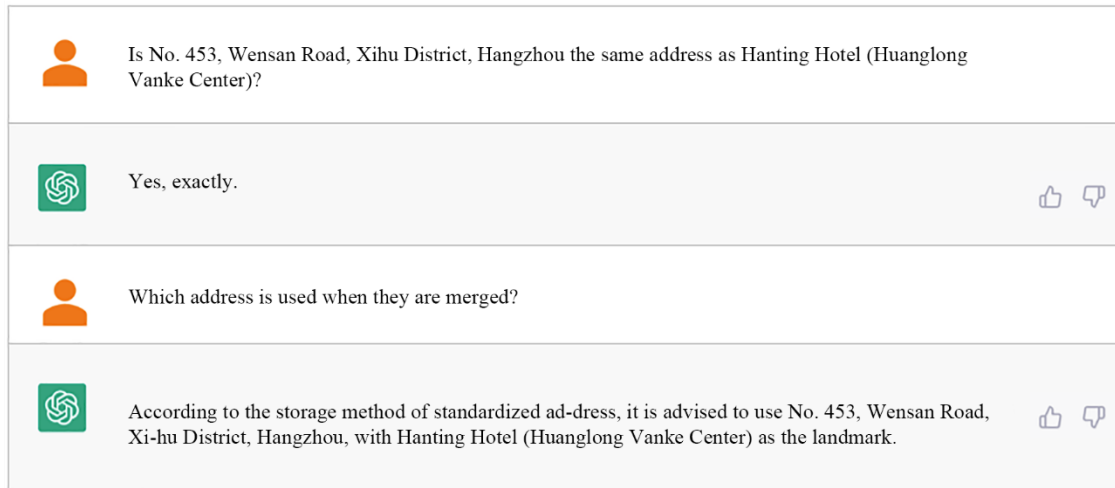 Is No. 453, Wensan Road, Xihu District, Hangzhou the same address as Hanting Hotel (Huanglong
Vanke Center)?
Yes, exactly.
Which address is used when they are merged?
According to the storage method of standardized ad-dress, it is advised to use No. 453, Wensan Road,
Xi-hu District, Hangzhou, with Hanting Hotel (Huanglong Vanke Center) as the landmark.